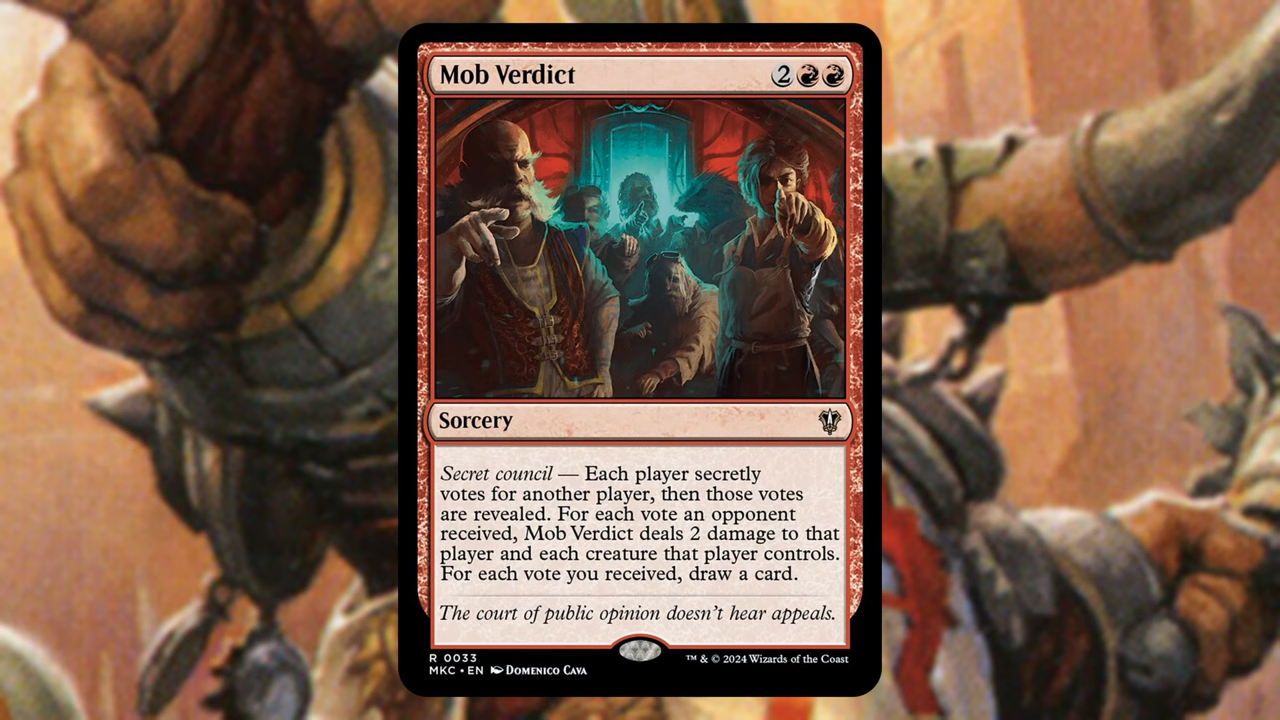 Mob Verdict 2
Sorcery
Secret council — Each player secretly
votes for another player, then those votes
are revealed. For each vote an opponent
received, Mob Verdict deals 2 damage to that
player and each creature that player controls.
For each vote you received, draw a card.
The court of public opinion doesn't hear appeals.
R 0033
MKC • EN Domenico Cava
™ & © 2024 Wizards of the Coast